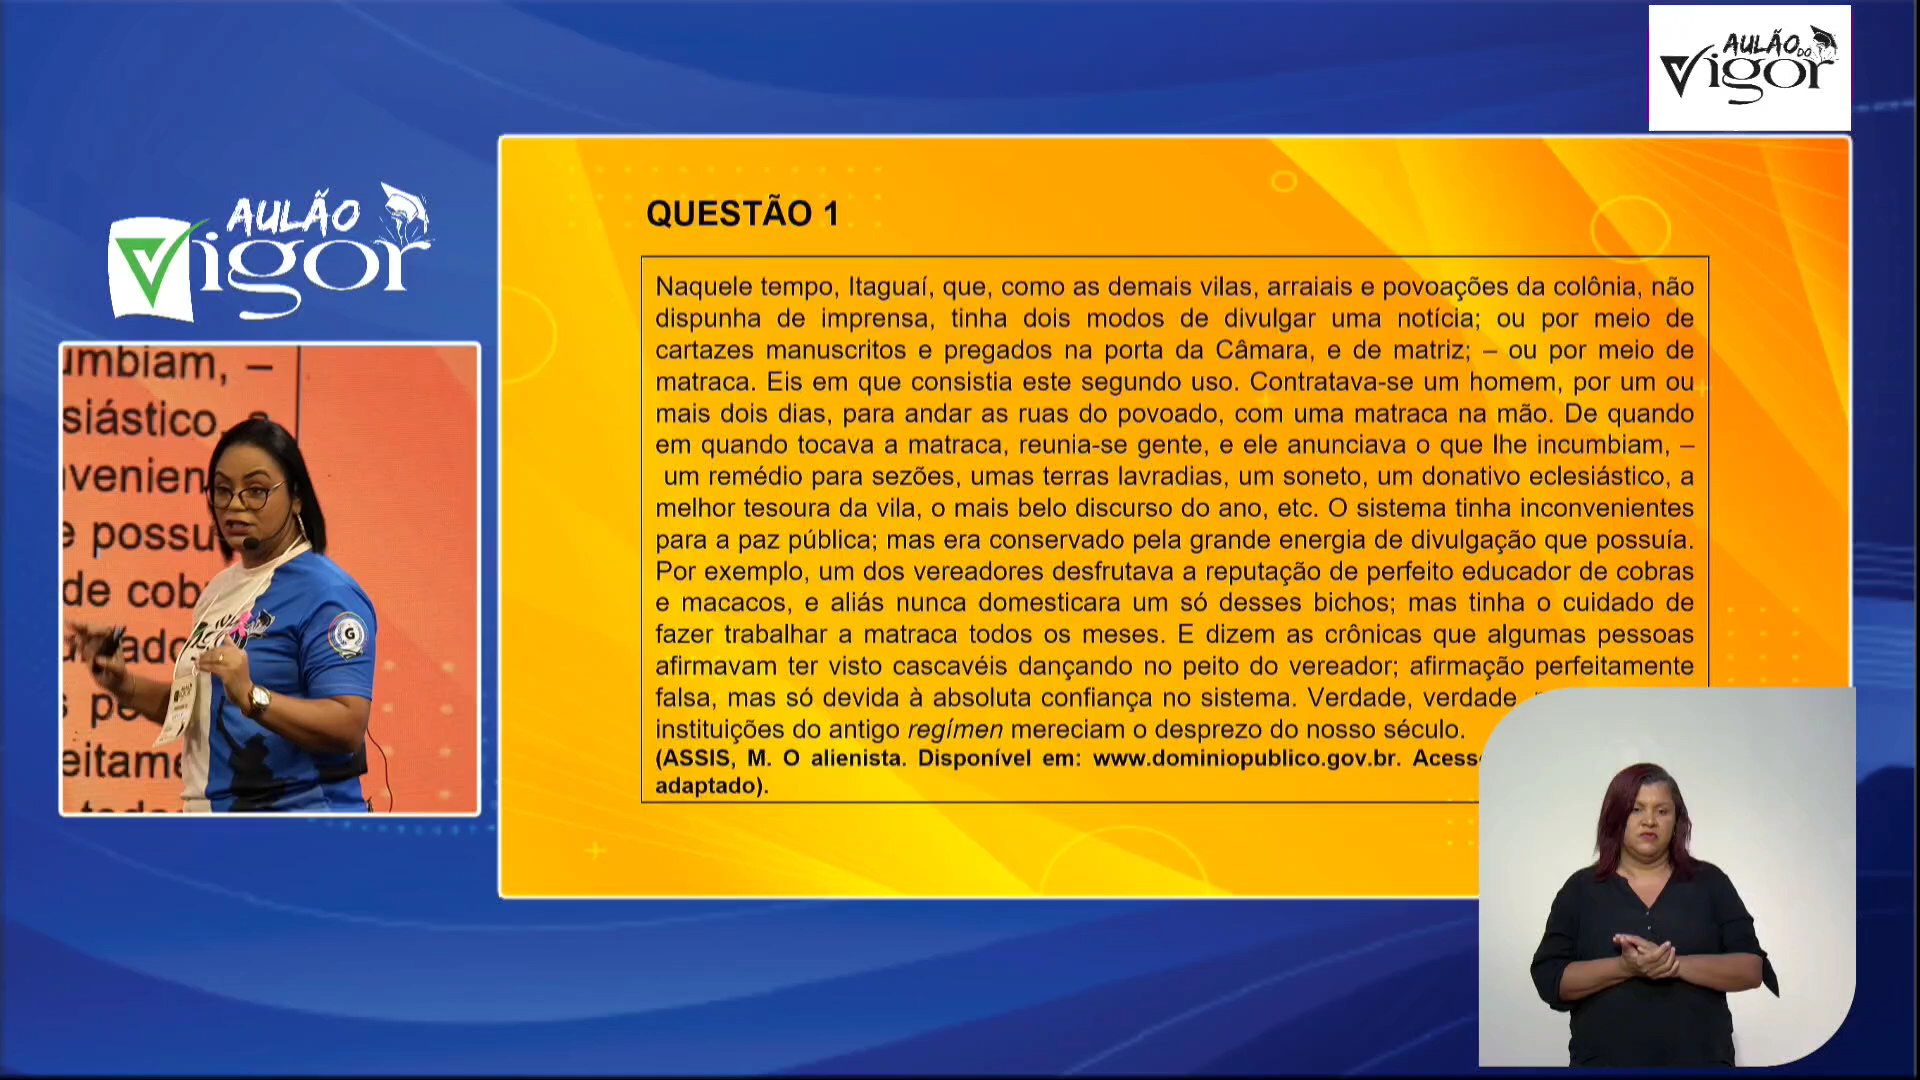 AULÃO DO
Vigor
AULÃO
Vigor
QUESTÃO 1
Naquele tempo, Itaguaí, que, como as demais vilas, arraiais e povoações da colônia, não
dispunha de imprensa, tinha dois modos de divulgar uma notícia; ou por meio de
cartazes manuscritos e pregados na porta da Câmara, e de matriz; – ou por meio de
matraca. Eis em que consistia este segundo uso. Contratava-se um homem, por um ou
mais dois dias, para andar as ruas do povoado, com uma matraca na mão. De quando
em quando tocava a matraca, reunia-se gente, e ele anunciava o que lhe incumbiam, –
um remédio para sezões, umas terras lavradias, um soneto, um donativo eclesiástico, a
melhor tesoura da vila, o mais belo discurso do ano, etc. O sistema tinha inconvenientes
para a paz pública; mas era conservado pela grande energia de divulgação que possuía.
Por exemplo, um dos vereadores desfrutava a reputação de perfeito educador de cobras
e macacos, e aliás nunca domesticara um só desses bichos; mas tinha o cuidado de
fazer trabalhar a matraca todos os meses. E dizem as crônicas que algumas pessoas
afirmavam ter visto cascavéis dançando no peito do vereador; afirmação perfeitamente
falsa, mas só devida à absoluta confiança no sistema. Verdade, verdade,
instituições do antigo regímen mereciam o desprezo do nosso século.
(ASSIS, M. O alienista. Disponível em: www.dominiopublico.gov.br. Acess
adaptado).
umbiam, –
siástico, a
nvenien
e possu
de cob
eitame
G